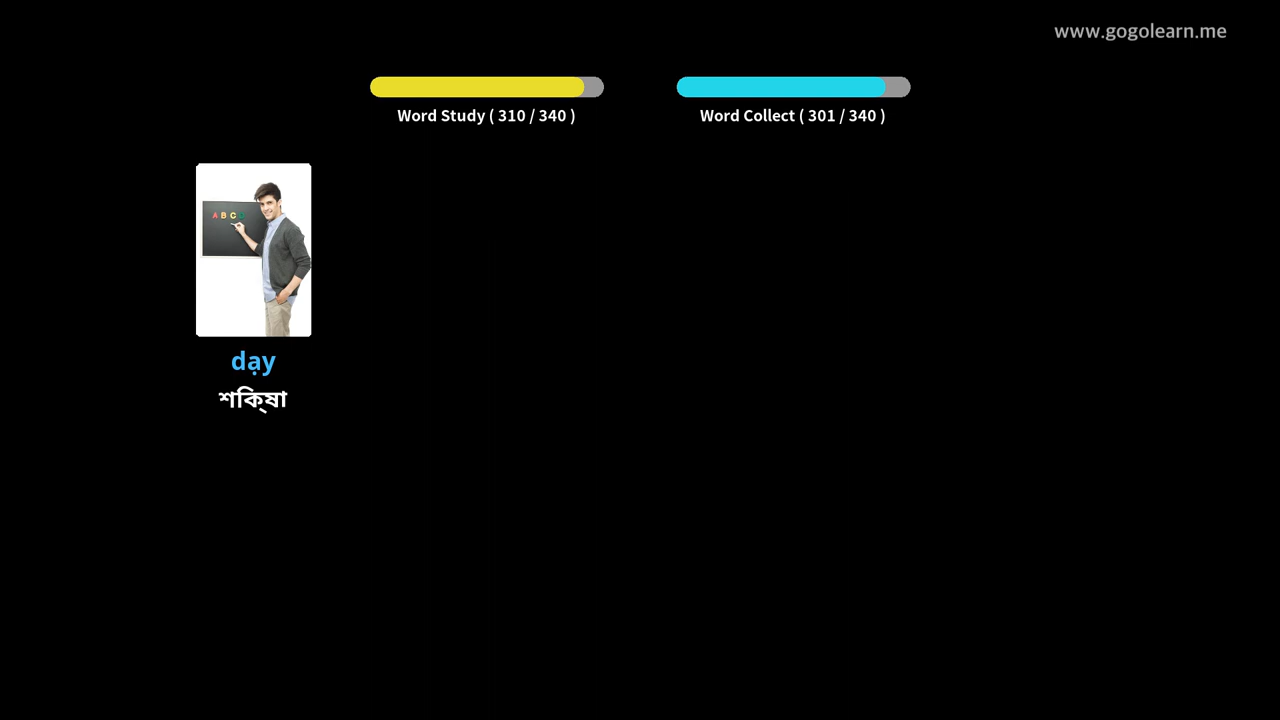 www.gogolearn.me
Word Study ( 310 / 340 )
Word Collect ( 301 / 340 )
A B C D
dạy
শিক্ষা